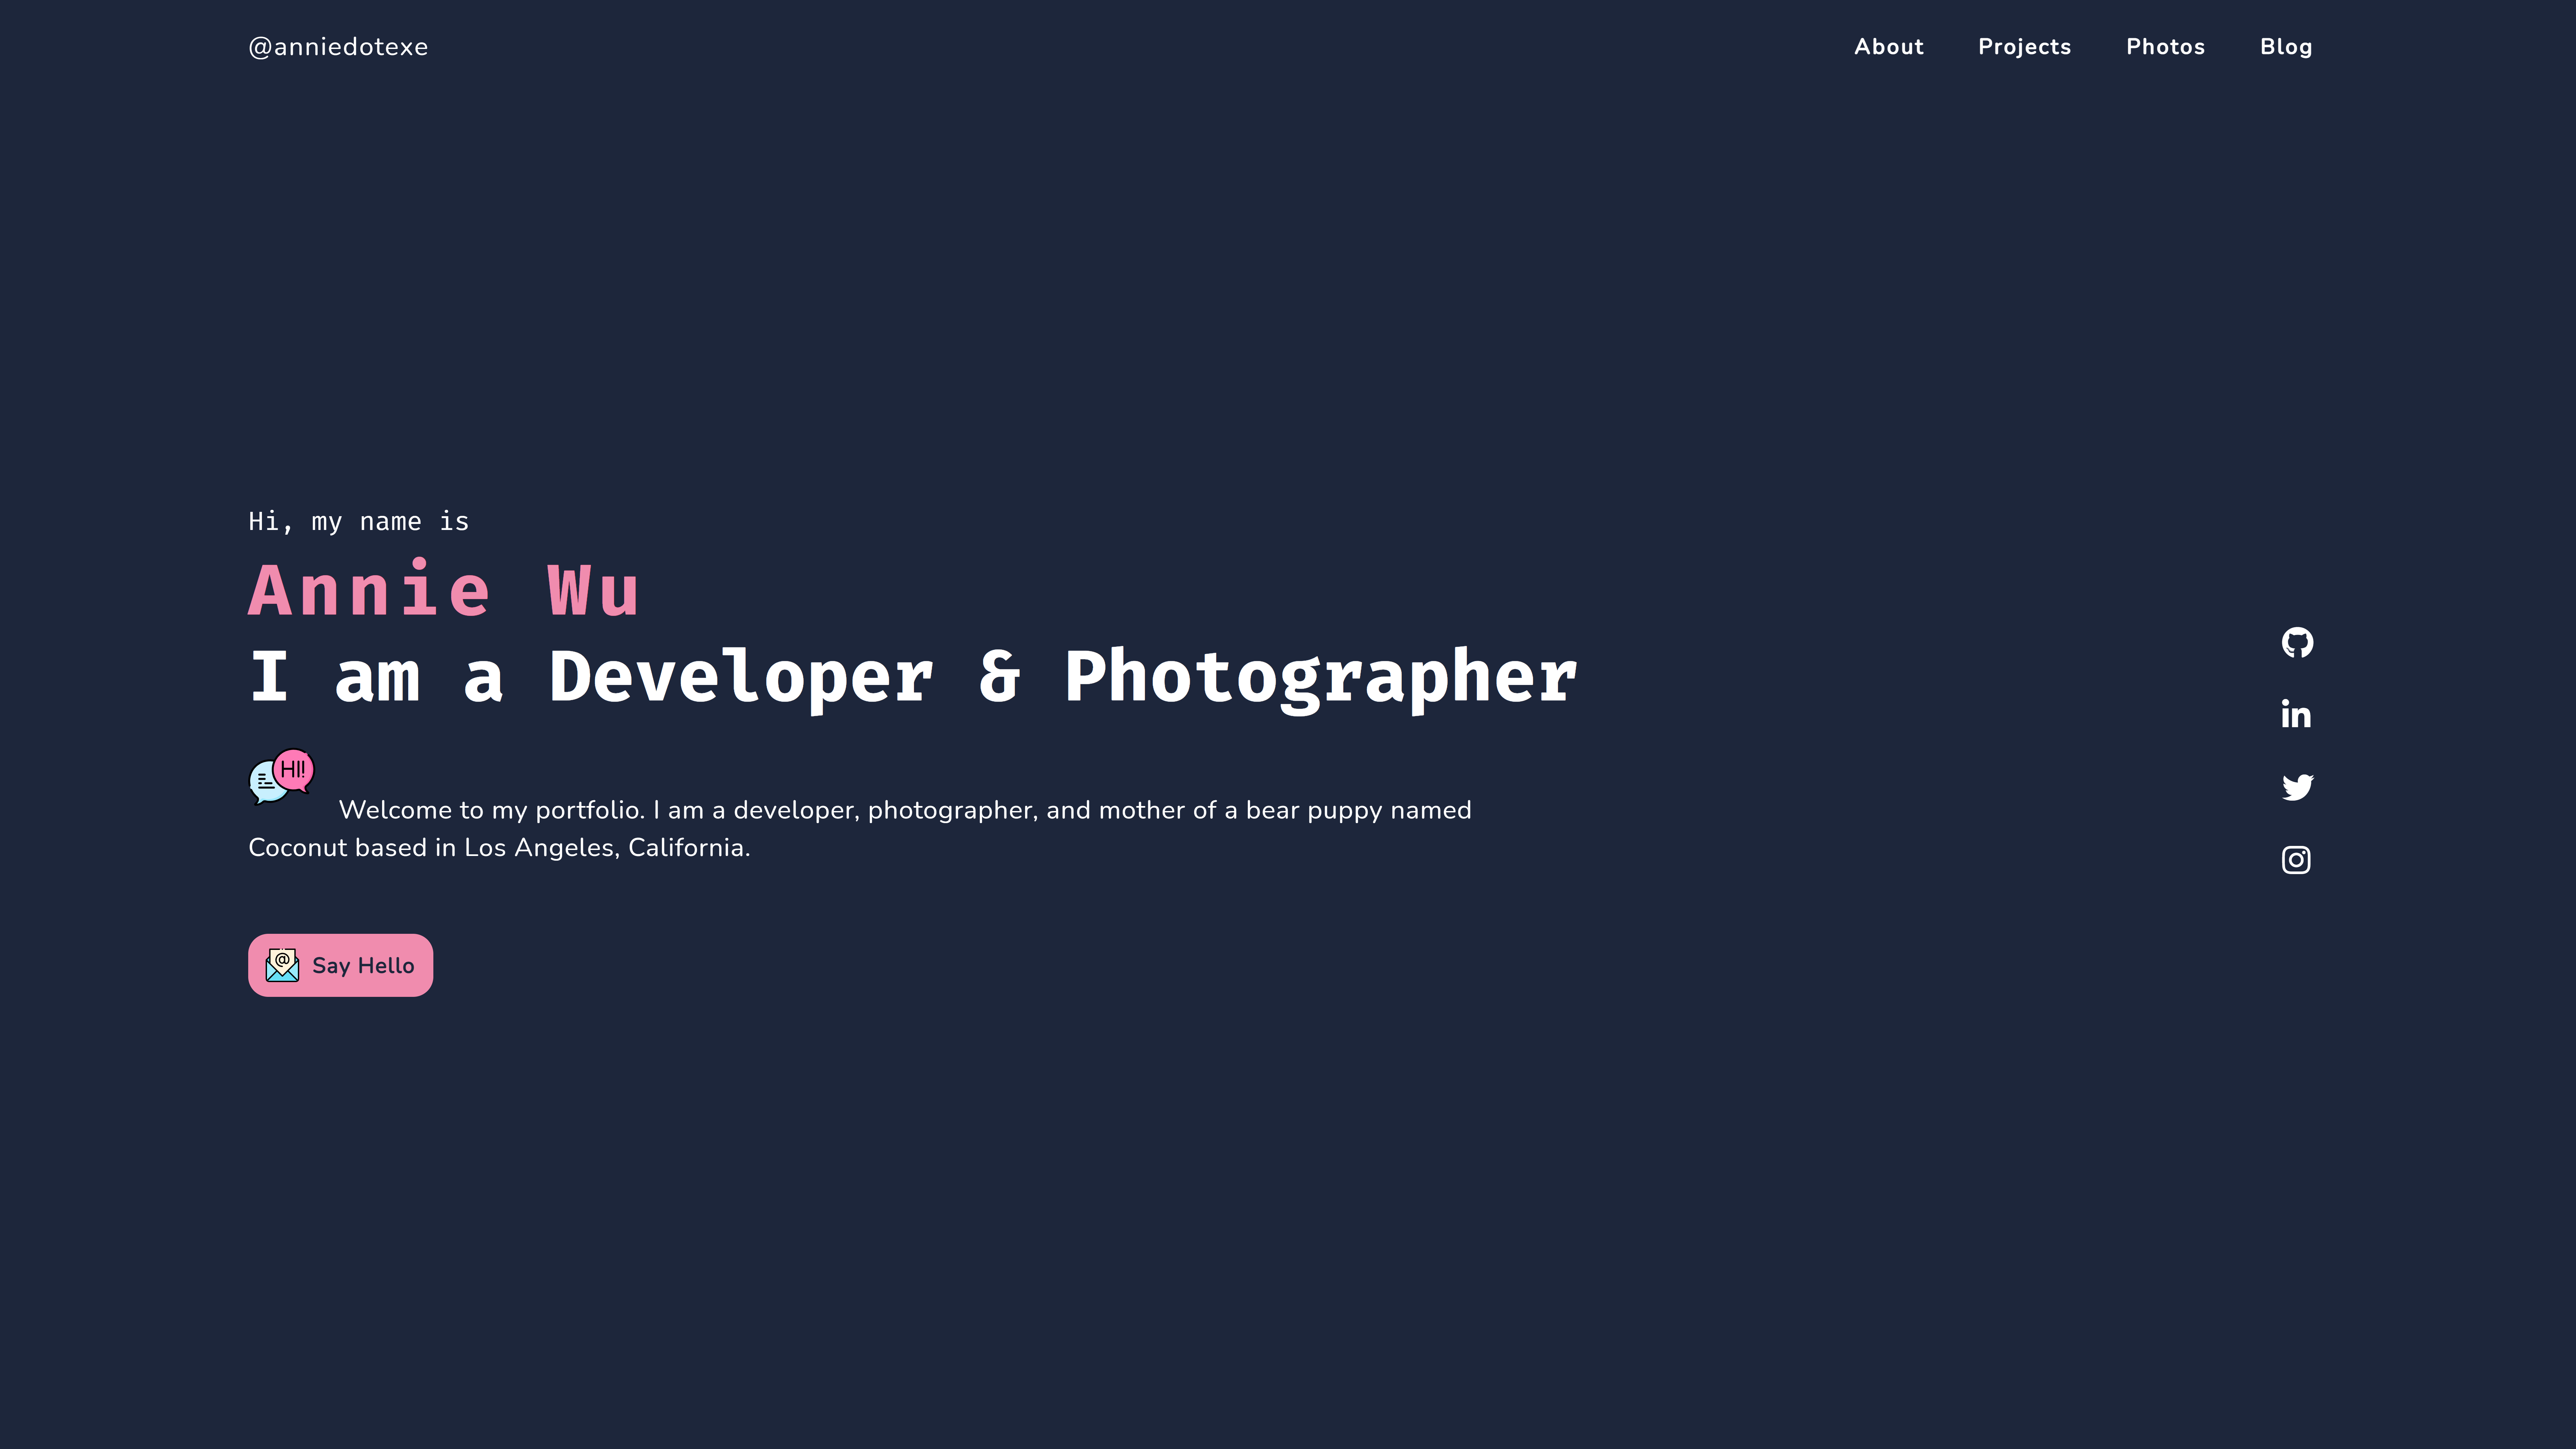 @anniedotexe
About Projects Photos Blog
Hi, my name is
Annie Wu
I am a Developer & Photographer
HI!
Welcome to my portfolio. I am a developer, photographer, and mother of a bear puppy named
Coconut based in Los Angeles, California.
in
@ Say Hello